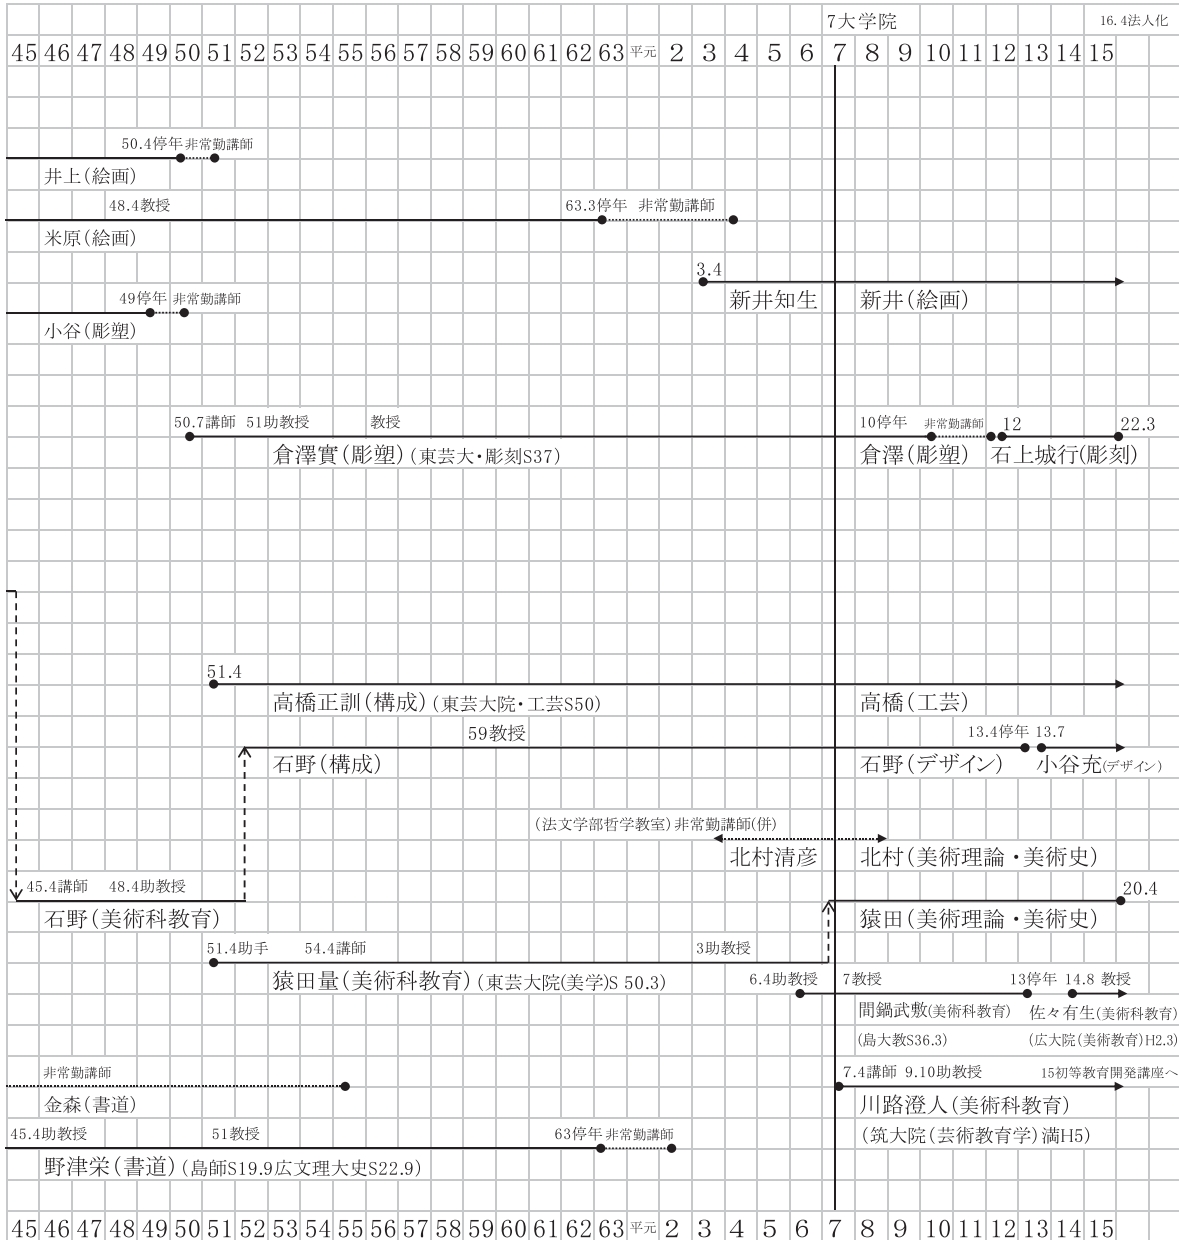 7大学院 16.4法人化
45 46 47 48 49 50 51 52 53 54 55 56 57 58 59 60 61 62 63 平元 2 3 4 5 6 7 8 9 10 11 12 13 14 15
50.4停年 非常勤講師
井上(絵画)
48.4教授 63.3停年 非常勤講師
米原(絵画)
3.4
新井知生 新井(絵画)
49停年 非常勤講師
小谷(彫塑)
50.7講師 51助教授 教授 10停年 非常勤講師 12 22.3
倉澤實(彫塑)(東芸大・彫刻S37) 倉澤(彫塑) 石上城行(彫刻)
51.4
高橋正訓(構成)(東芸大院・工芸S50) 高橋(工芸)
59教授 13.4停年 13.7
石野(構成) 石野(デザイン) 小谷充(デザイン)
(法文学部哲学教室)非常勤講師(併)
北村清彦 北村(美術理論・美術史)
45.4講師 48.4助教授 20.4
石野(美術科教育) 猿田(美術理論・美術史)
51.4助手 54.4講師 3助教授
猿田量(美術科教育)(東芸大院(美学)S 50.3)
6.4助教授 7教授 13停年 14.8 教授
間鍋武敷(美術科教育) 佐々有生(美術科教育)
(島大教S36.3) (広大院(美術教育)H2.3)
非常勤講師 7.4講師 9.10助教授 15初等教育開発講座へ
金森(書道) 川路澄人(美術科教育)
(筑大院(芸術教育学)満H5)
45.4助教授 51教授 63停年 非常勤講師
野津栄(書道)(島師S19.9広文理大史S22.9)
45 46 47 48 49 50 51 52 53 54 55 56 57 58 59 60 61 62 63 平元 2 3 4 5 6 7 8 9 10 11 12 13 14 15